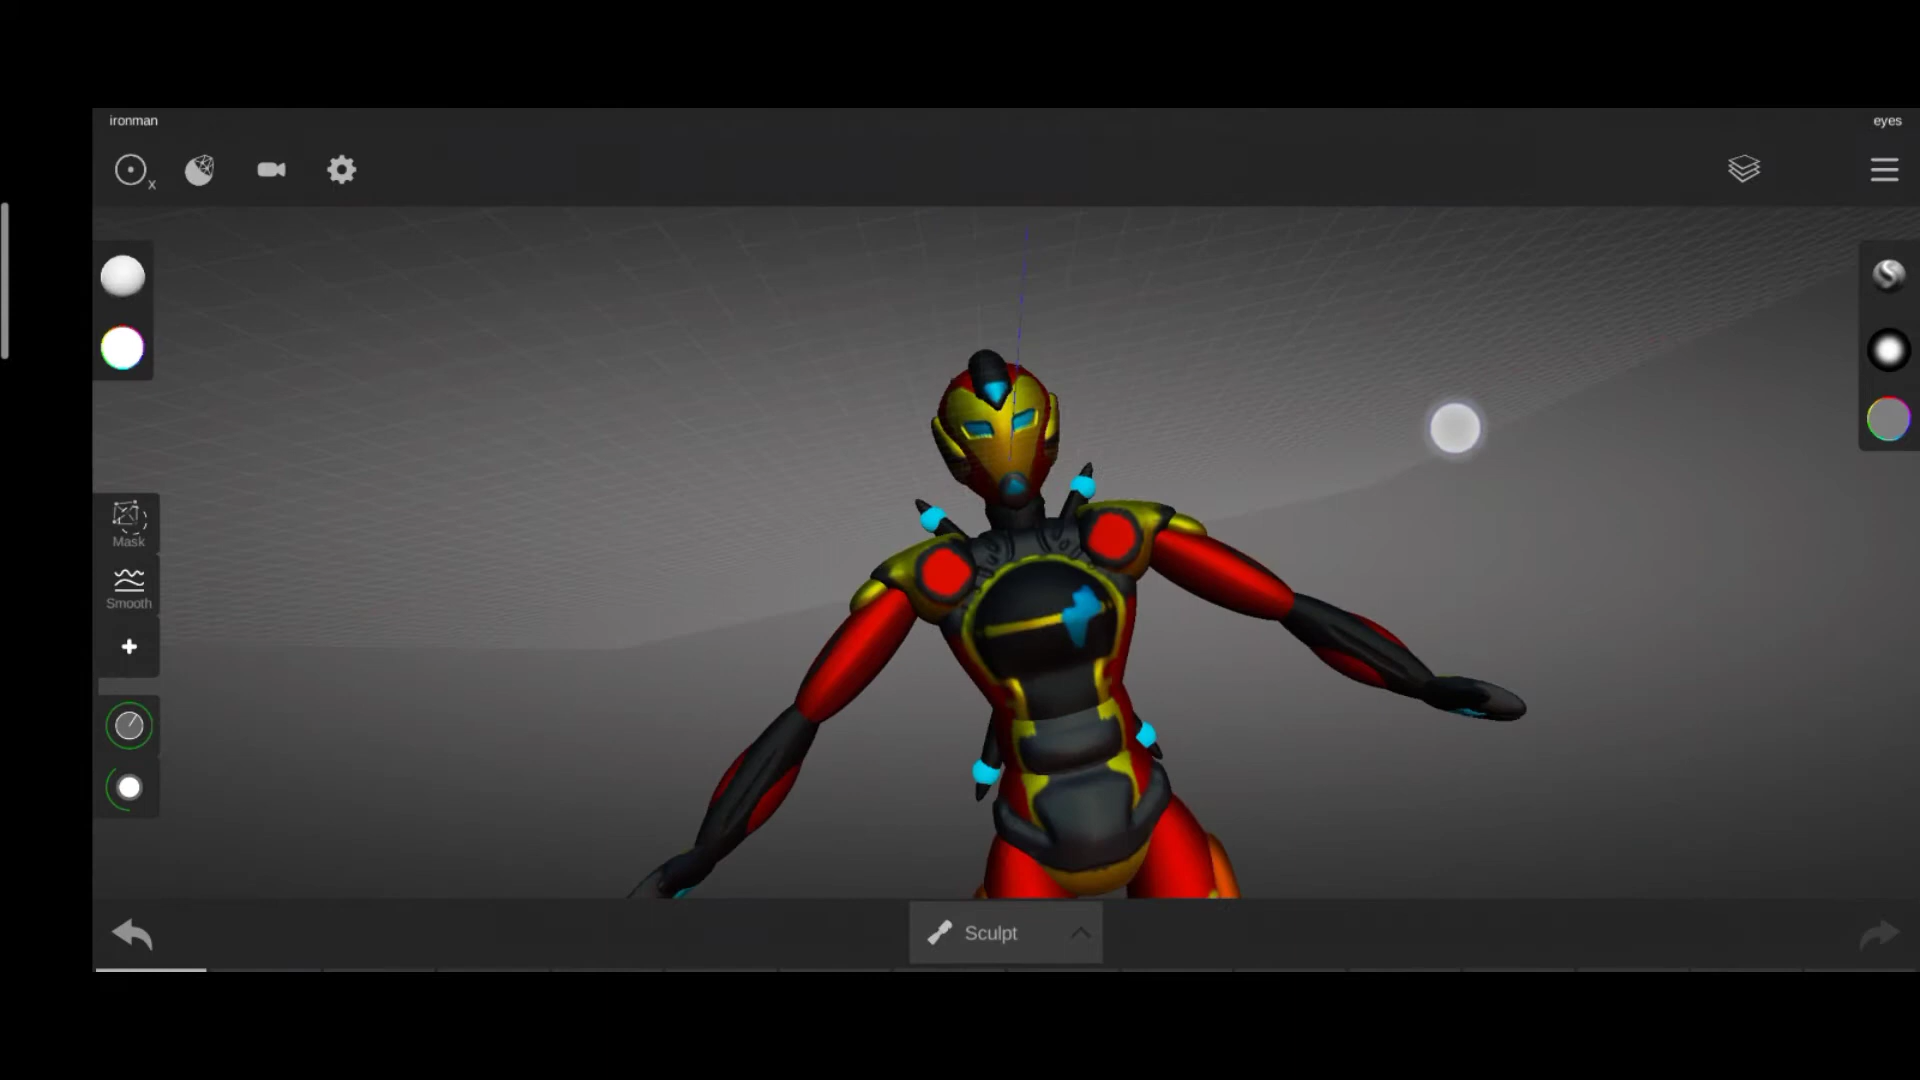 ironman
eyes
x
Mask
Smooth
Sculpt